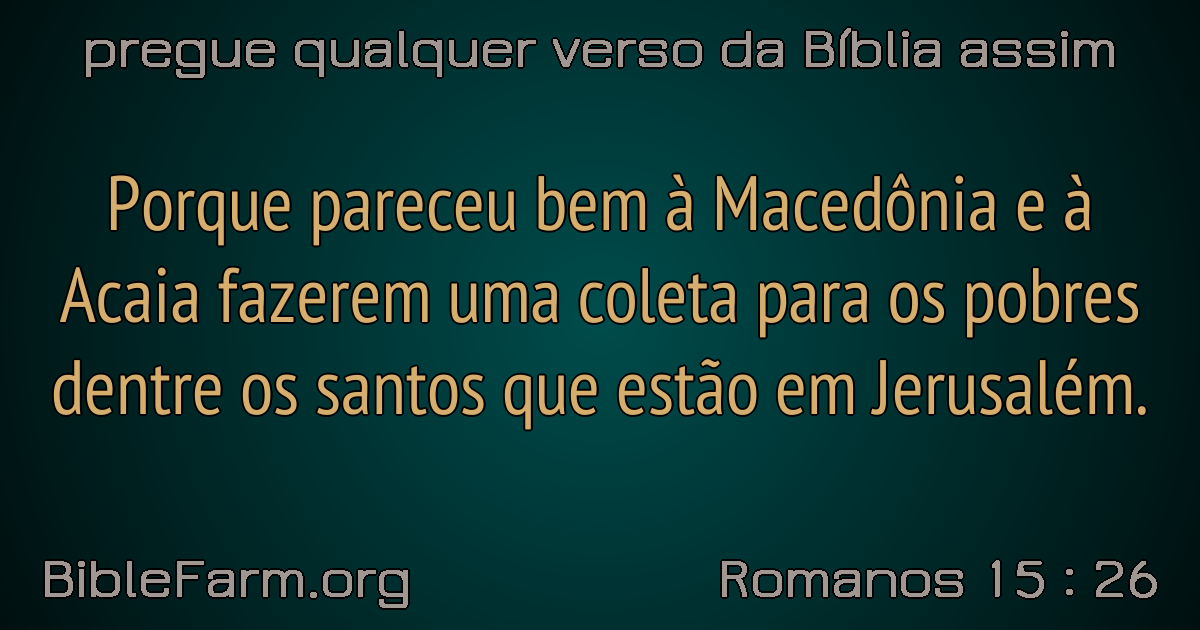 pregue qualquer verso da Bíblia assim
Porque pareceu bem à Macedônia e à
Acaia fazerem uma coleta para os pobres
dentre os santos que estão em Jerusalém.
BibleFarm.org
Romanos 15 : 26